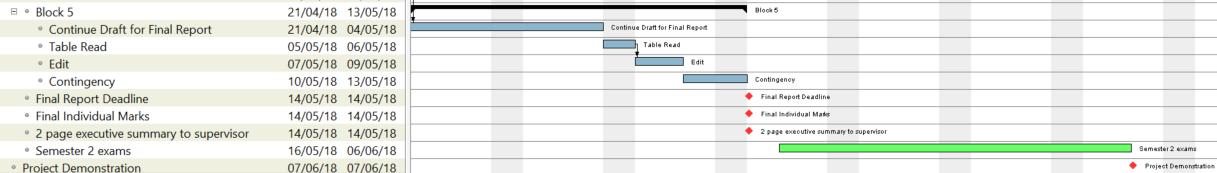 Block 5 21/04/18 13/05/18 Block 5
Continue Draft for Final Report 21/04/18 04/05/18 Continue Draft for Final Report
Table Read 05/05/18 06/05/18 Table Read
Edit 07/05/18 09/05/18 Edit
Contingency 10/05/18 13/05/18 Contingency
Final Report Deadline 14/05/18 14/05/18 Final Report Deadline
Final Individual Marks 14/05/18 14/05/18 Final Individual Marks
2 page executive summary to supervisor 14/05/18 14/05/18 2 page executive summary to supervisor
Semester 2 exams 16/05/18 06/06/18 Semester 2 exams
Project Demonstration 07/06/18 07/06/18 Project Demonstration